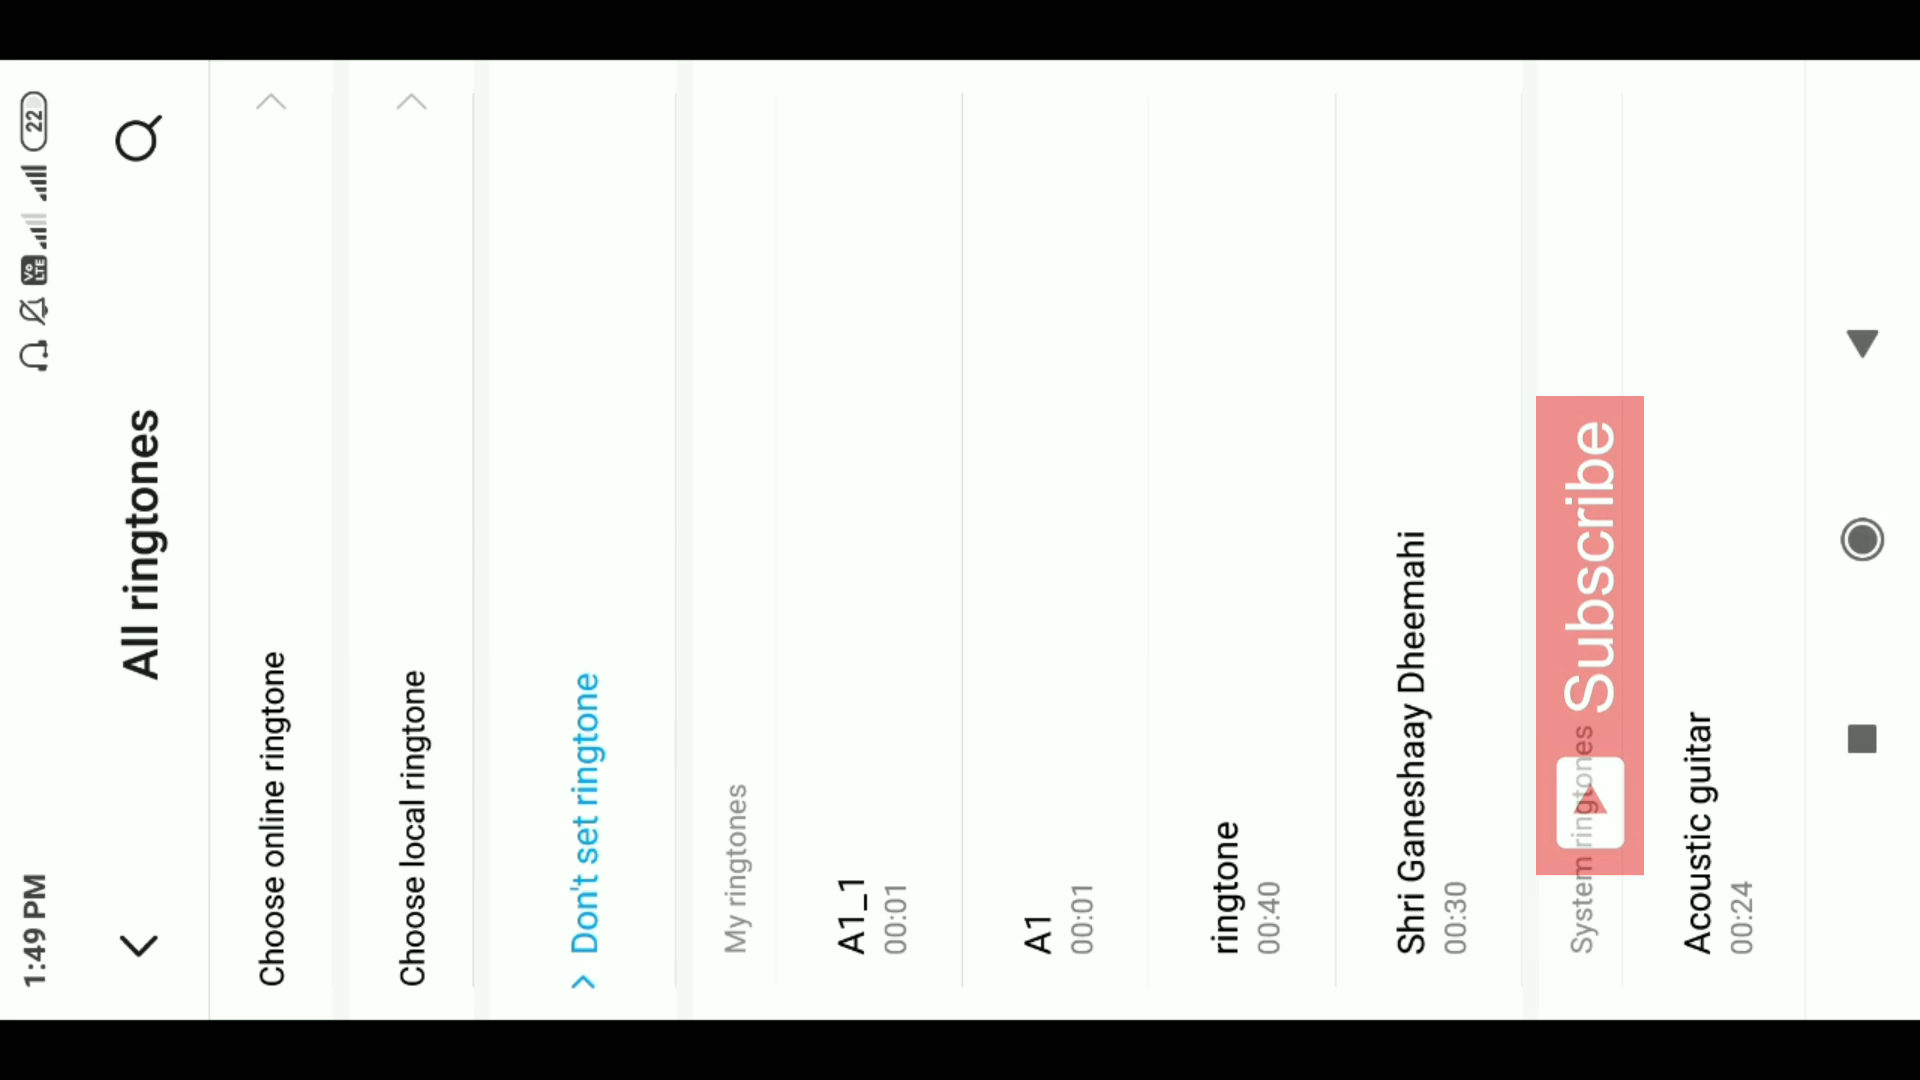 1:49 PM
Vo LTE
22
All ringtones
Choose online ringtone
Choose local ringtone
Don't set ringtone
My ringtones
A1_1
00:01
A1
00:01
ringtone
00:40
Shri Ganeshaay Dheemahi
00:30
System ringtones
Subscribe
Acoustic guitar
00:24